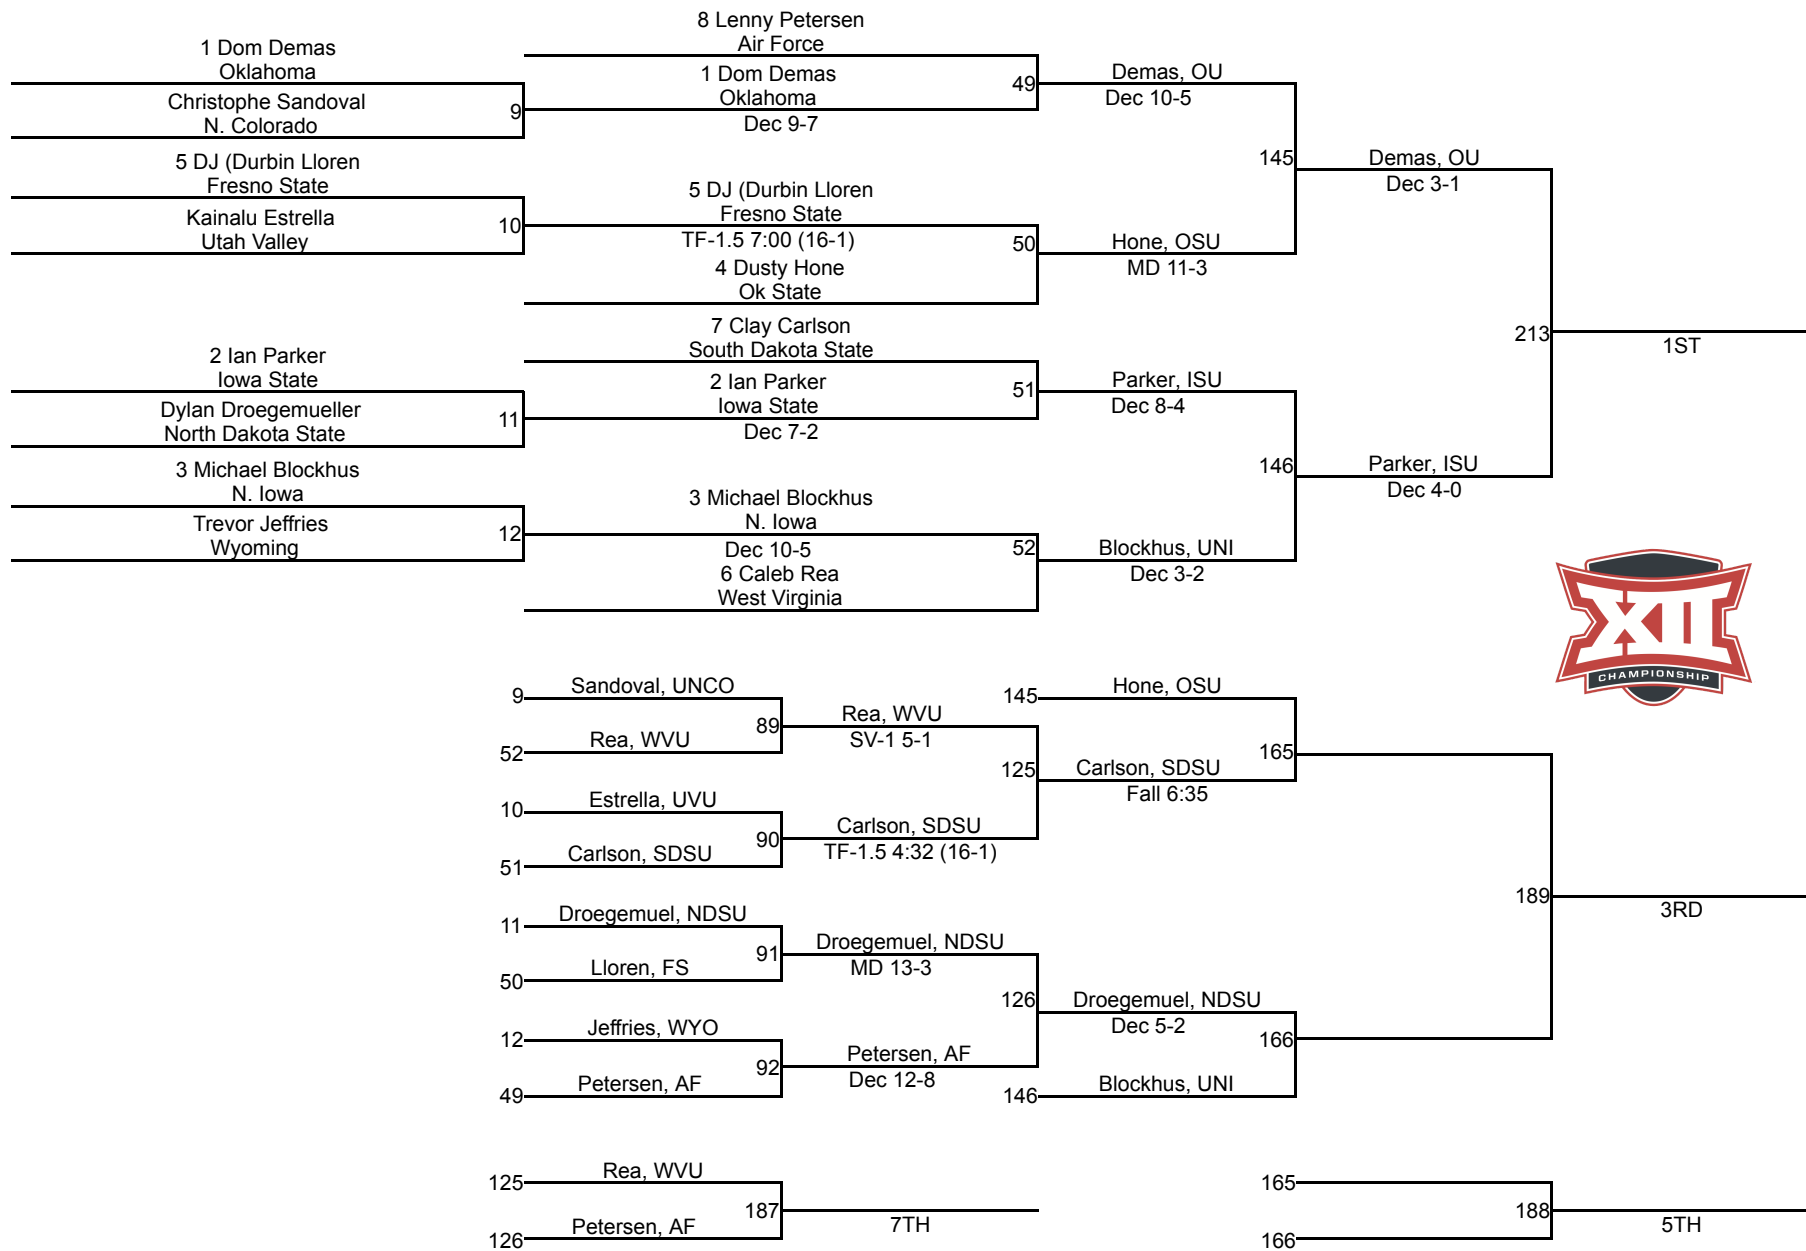 1 Dom Demas
Oklahoma
Christophe Sandoval
N. Colorado
9
5 DJ (Durbin Lloren
Fresno State
Kainalu Estrella
Utah Valley
10
2 Ian Parker
Iowa State
Dylan Droegemueller
North Dakota State
11
3 Michael Blockhus
N. Iowa
Trevor Jeffries
Wyoming
12
8 Lenny Petersen
Air Force
1 Dom Demas
Oklahoma
Dec 9-7
49
5 DJ (Durbin Lloren
Fresno State
TF-1.5 7:00 (16-1)
4 Dusty Hone
Ok State
50
7 Clay Carlson
South Dakota State
2 Ian Parker
Iowa State
Dec 7-2
51
3 Michael Blockhus
N. Iowa
Dec 10-5
6 Caleb Rea
West Virginia
52
Demas, OU
Dec 10-5
145
Hone, OSU
MD 11-3
Parker, ISU
Dec 8-4
146
Blockhus, UNI
Dec 3-2
Demas, OU
Dec 3-1
213
Parker, ISU
Dec 4-0
1ST
XII
CHAMPIONSHIP
9
Sandoval, UNCO
89
52
Rea, WVU
10
Estrella, UVU
90
51
Carlson, SDSU
11
Droegemuel, NDSU
91
50
Lloren, FS
12
Jeffries, WYO
92
49
Petersen, AF
Rea, WVU
SV-1 5-1
125
Carlson, SDSU
TF-1.5 4:32 (16-1)
Droegemuel, NDSU
MD 13-3
126
Petersen, AF
Dec 12-8
145
Hone, OSU
165
Carlson, SDSU
Fall 6:35
Droegemuel, NDSU
Dec 5-2
166
146
Blockhus, UNI
189
3RD
125
Rea, WVU
187
126
Petersen, AF
7TH
165
188
166
5TH